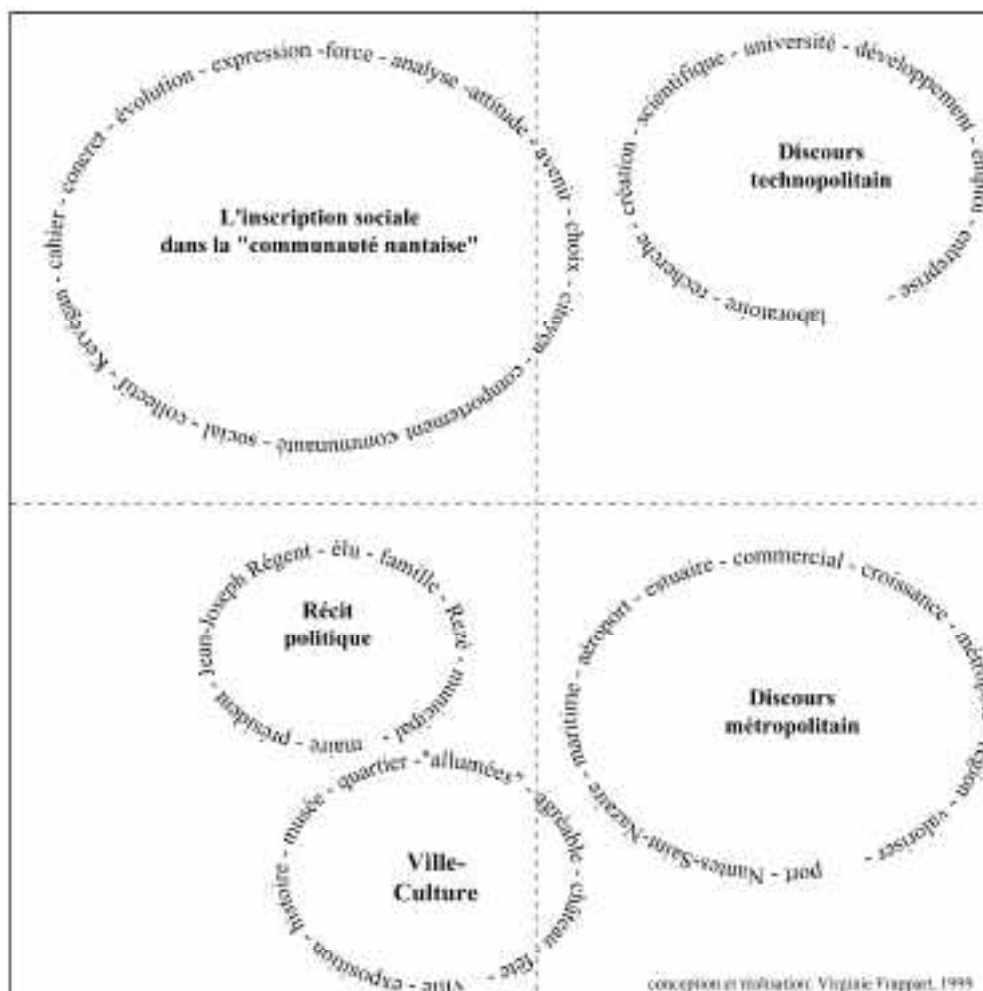 cahier - concret - évolution - expression -force - analyse -attitude - avenir - choix - citoyen - comportement communauté - social - collectif - Kervégan -
L'inscription sociale
dans la "communauté nantaise"
création - scientifique - université - développement - emploi - entreprise -
laboratoire - recherche -
Discours
technopolitain
Jean-Joseph Régent - élu - famille - Rezé - municipal -
maire - président -
Récit
politique
maritime - aéroport - estuaire - commercial - croissance -
région - valoriser -
port - Nantes-Saint-Nazaire -
Discours
métropolitain
histoire - musée - quartier -"allumées" - agréable - château - fête -
ville - exposition -
Ville-
Culture
conception et réalisation: Virginie Frappart, 1999